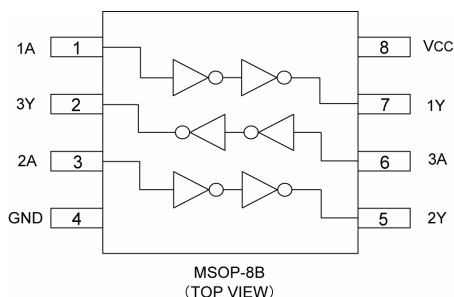 1A 1 8 VCC
3Y 2 7 1Y
2A 3 6 3A
GND 4 5 2Y
MSOP-8B
(TOP VIEW)